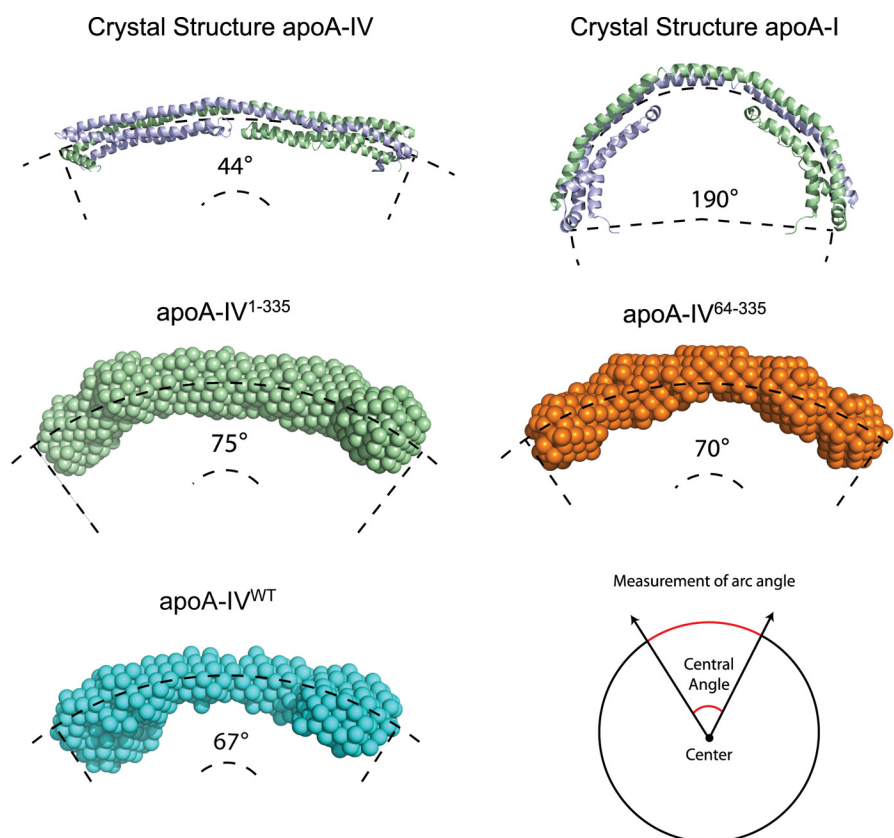 Crystal Structure apoA-IV
Crystal Structure apoA-I
44°
190°
apoA-IV¹⁻³³⁵
apoA-IV⁶⁴⁻³³⁵
75°
70°
apoA-IVᵂᵀ
67°
Measurement of arc angle
Central
Angle
Center